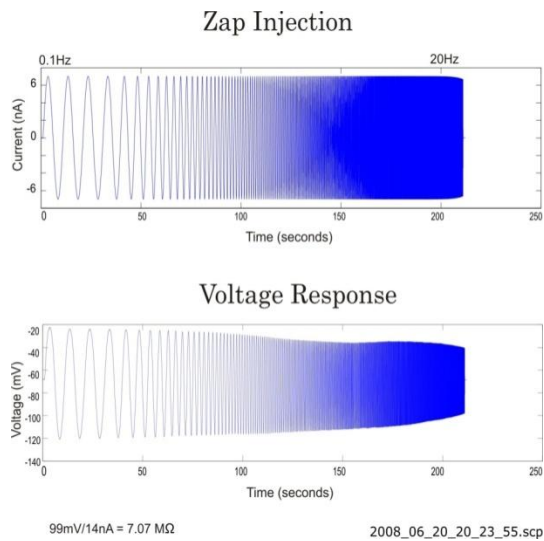 Zap Injection
0.1Hz
20Hz
6
0
-6
Current (nA)
0
50
100
150
200
250
Time (seconds)
Voltage Response
-20
-40
-60
-80
-100
-120
-140
Voltage (mV)
0
50
100
150
200
250
Time (seconds)
99mV/14nA = 7.07 MΩ
2008_06_20_20_23_55.scp